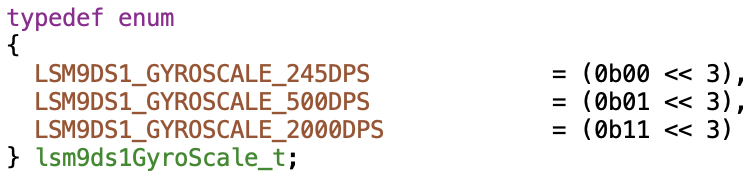 typedef enum
{
  LSM9DS1_GYROSCALE_245DPS             = (0b00 << 3),
  LSM9DS1_GYROSCALE_500DPS             = (0b01 << 3),
  LSM9DS1_GYROSCALE_2000DPS            = (0b11 << 3)
} lsm9ds1GyroScale_t;